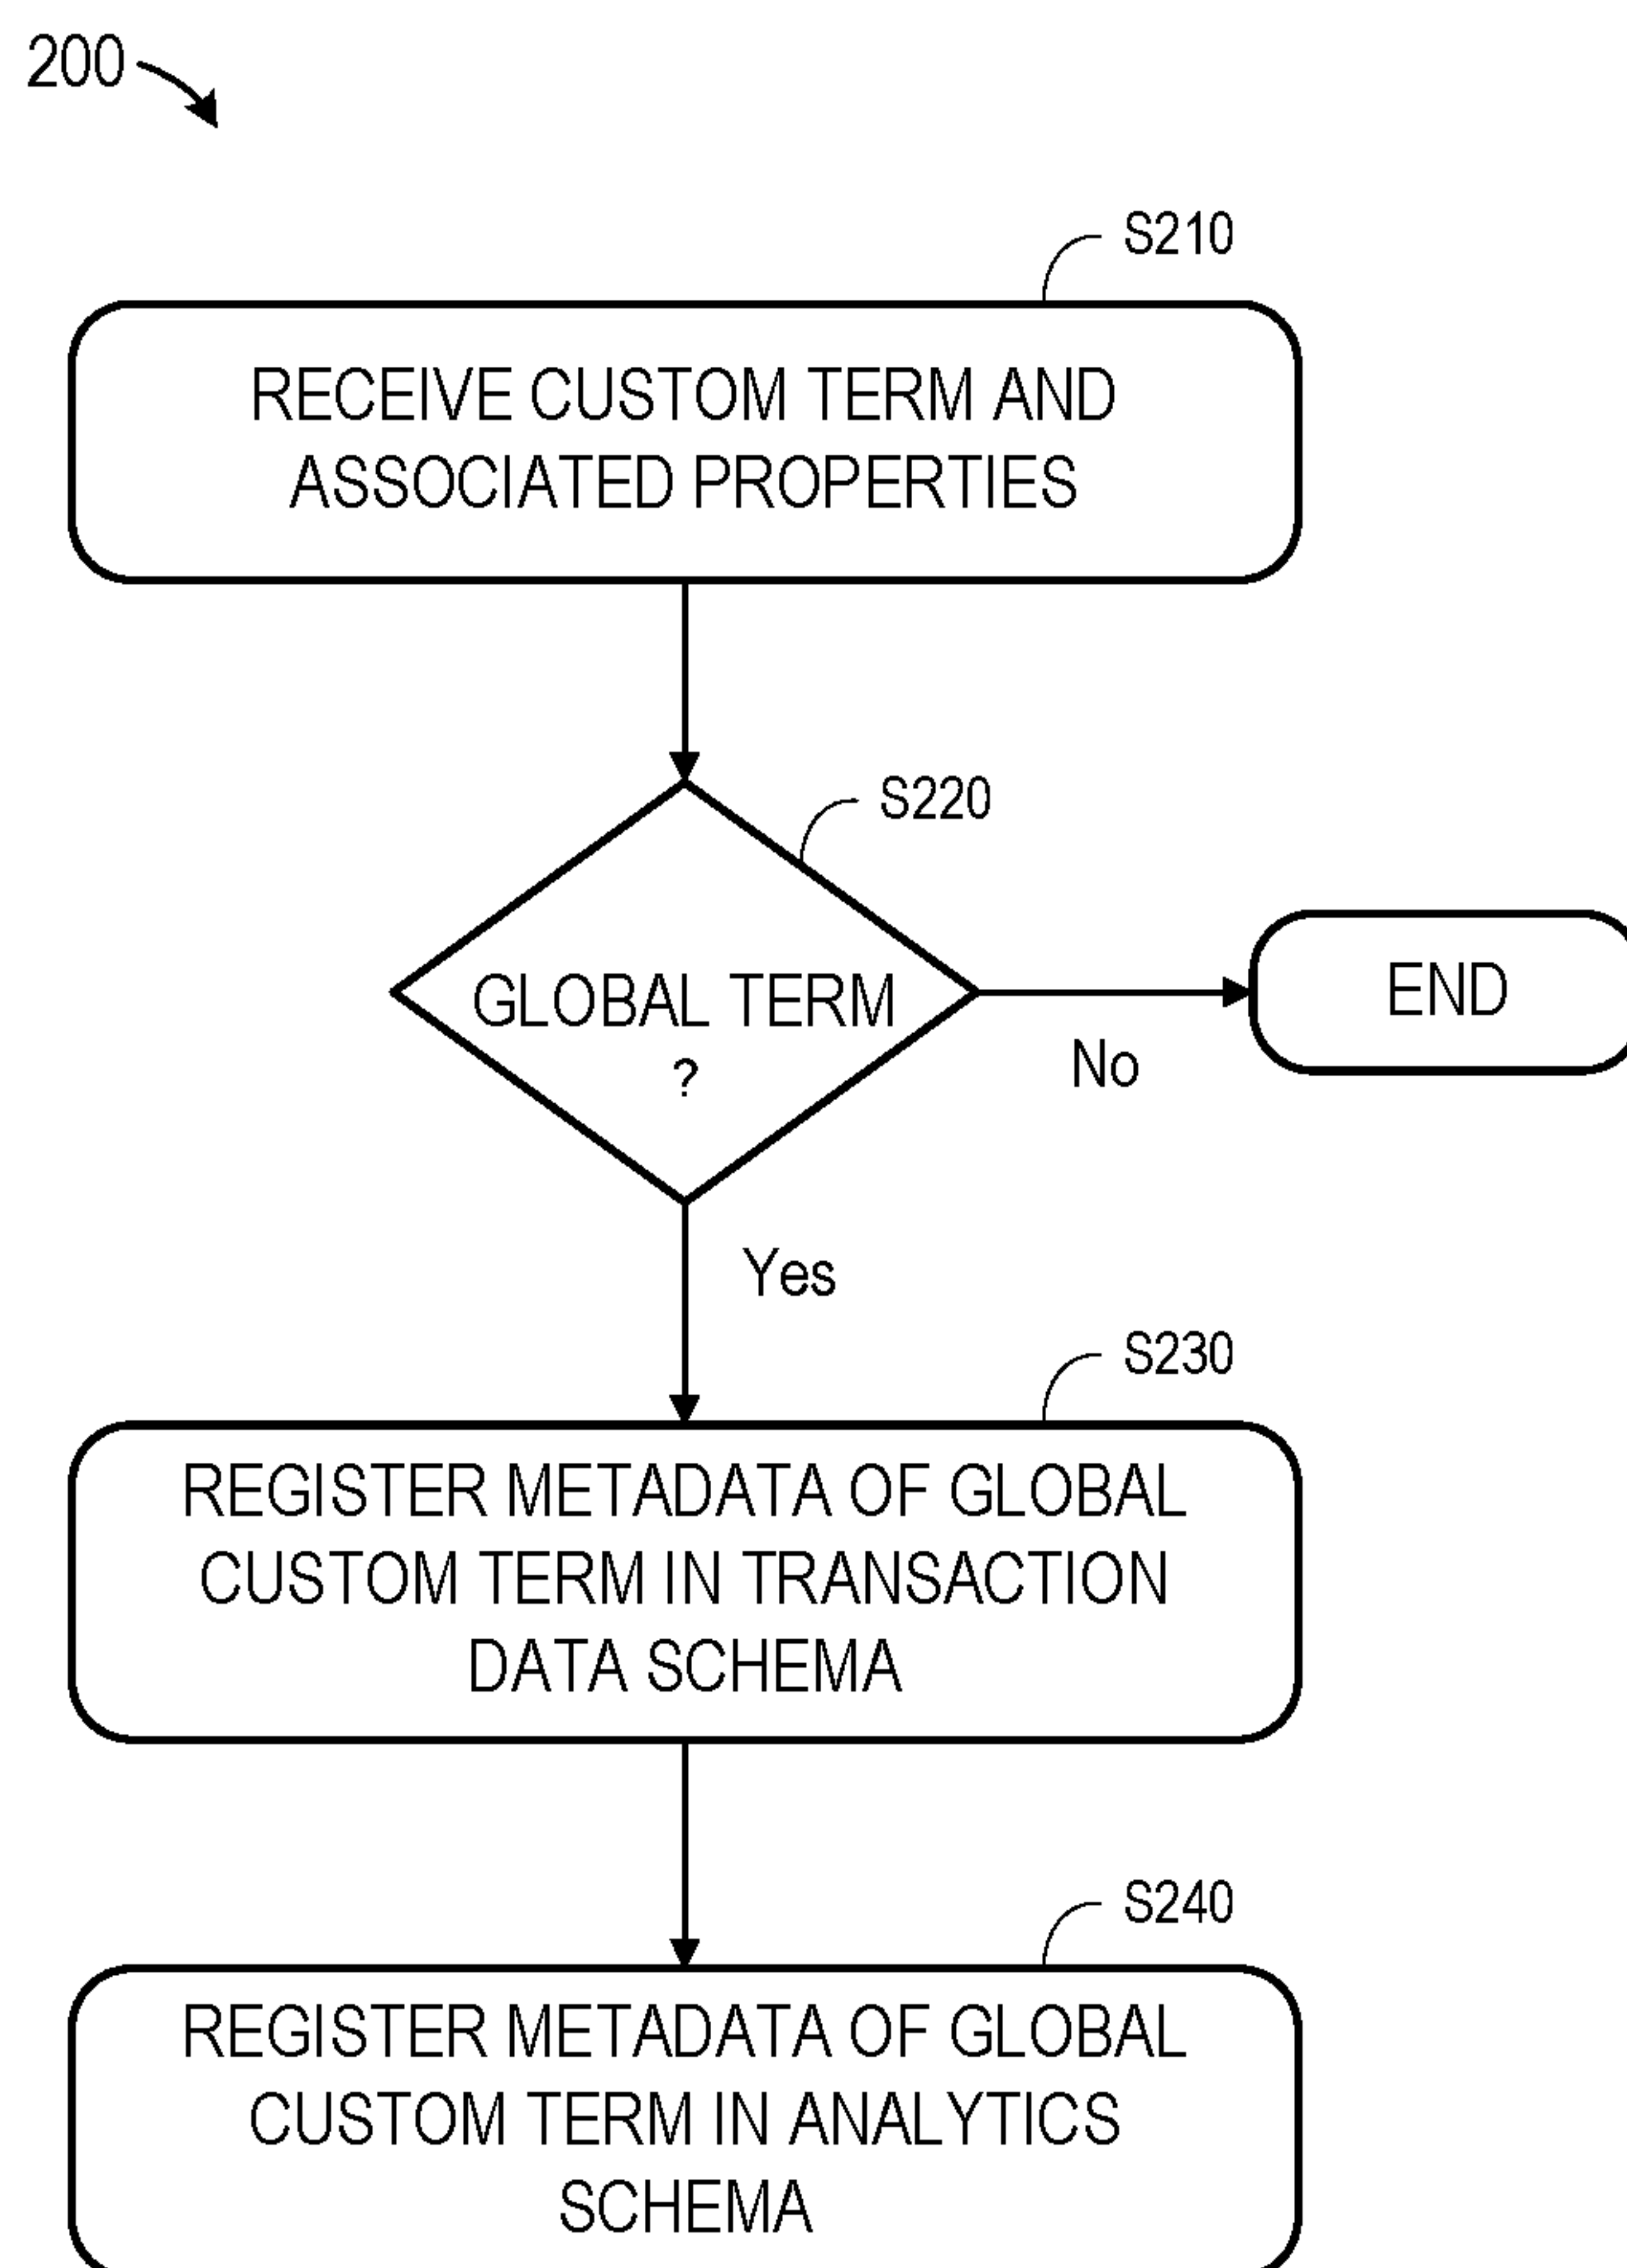 200
S210
RECEIVE CUSTOM TERM AND
ASSOCIATED PROPERTIES
S220
GLOBAL TERM
?
END
No
Yes
S230
REGISTER METADATA OF GLOBAL
CUSTOM TERM IN TRANSACTION
DATA SCHEMA
S240
REGISTER METADATA OF GLOBAL
CUSTOM TERM IN ANALYTICS
SCHEMA